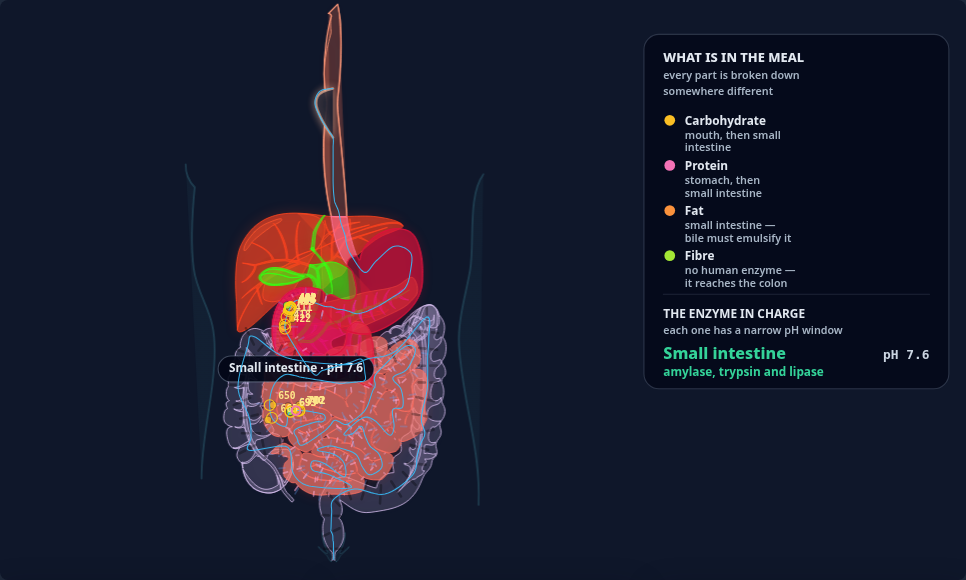 WHAT IS IN THE MEAL
every part is broken down
somewhere different
Carbohydrate
mouth, then small
intestine
Protein
stomach, then
small intestine
Fat
small intestine —
bile must emulsify it
Fibre
no human enzyme —
it reaches the colon
THE ENZYME IN CHARGE
each one has a narrow pH window
Small intestine pH 7.6
amylase, trypsin and lipase
422
Small intestine · pH 7.6
650